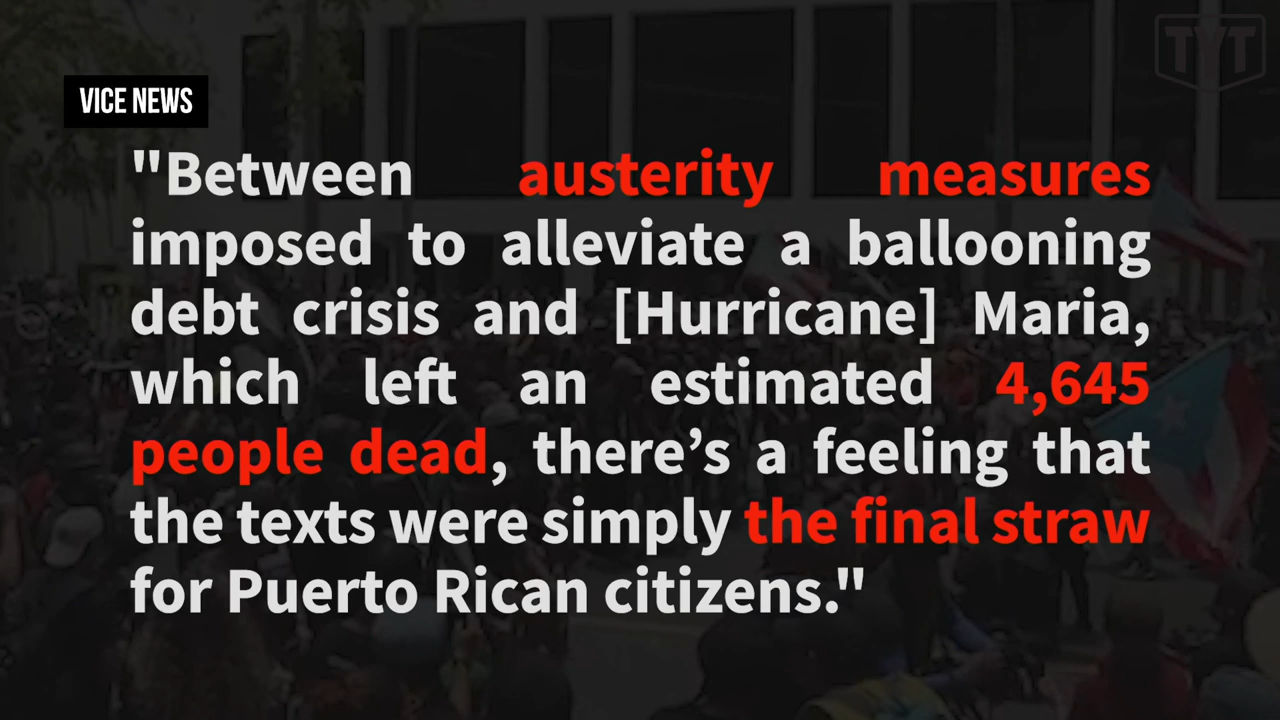 TYT
VICE NEWS
"Between austerity measures
imposed to alleviate a ballooning
debt crisis and [Hurricane] Maria,
which left an estimated 4,645
people dead, there’s a feeling that
the texts were simply the final straw
for Puerto Rican citizens."